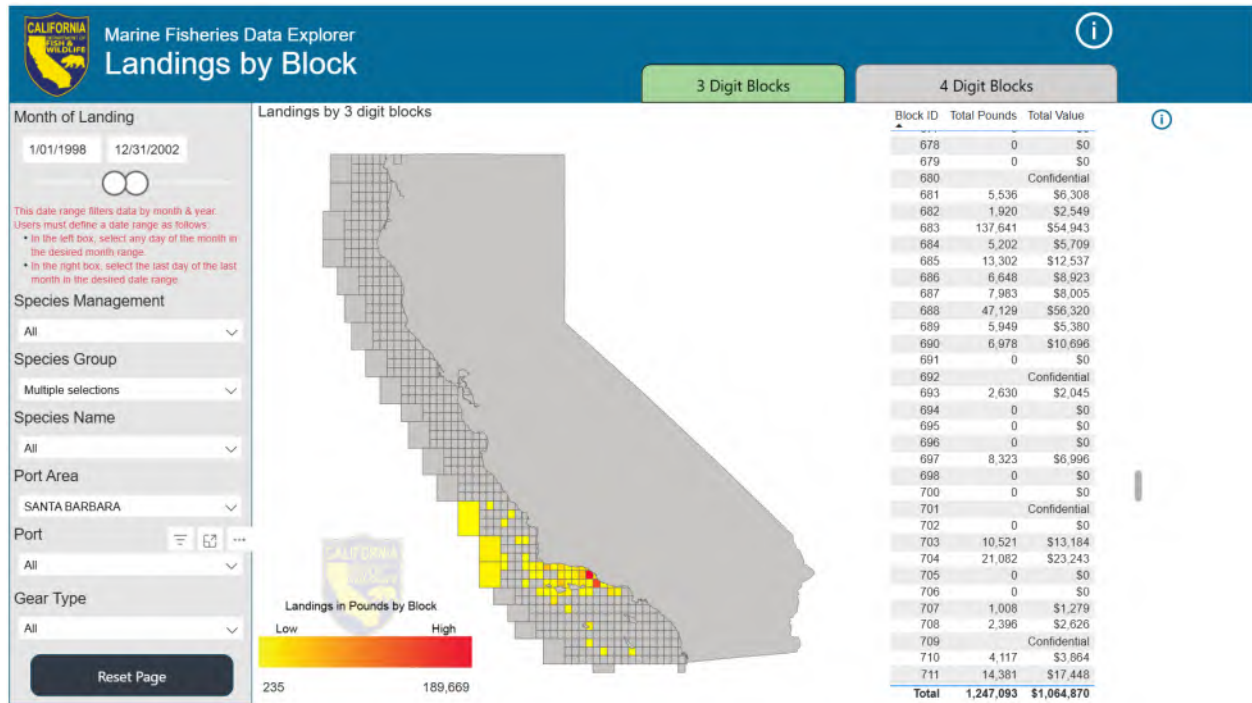 CALIFORNIA
DEPARTMENT OF
FISH &
WILDLIFE
Marine Fisheries Data Explorer
Landings by Block
i
3 Digit Blocks
4 Digit Blocks
Month of Landing
1/01/1998 12/31/2002
This date range filters data by month & year.
Users must define a date range as follows:
• In the left box, select any day of the month in
the desired month range.
• In the right box, select the last day of the last
month in the desired date range.
Species Management
All
Species Group
Multiple selections
Species Name
All
Port Area
SANTA BARBARA
Port
All
Gear Type
All
Reset Page
Landings by 3 digit blocks
CALIFORNIA
Landings in Pounds by Block
Low High
235 189,669
Block ID Total Pounds Total Value
i
678 0 $0
679 0 $0
680 Confidential
681 5,536 $6,308
682 1,920 $2,549
683 137,641 $54,943
684 5,202 $5,709
685 13,302 $12,537
686 6,648 $8,923
687 7,983 $8,005
688 47,129 $56,320
689 5,949 $5,380
690 6,978 $10,696
691 0 $0
692 Confidential
693 2,630 $2,045
694 0 $0
695 0 $0
696 0 $0
697 8,323 $6,996
698 0 $0
700 0 $0
701 Confidential
702 0 $0
703 10,521 $13,184
704 21,082 $23,243
705 0 $0
706 0 $0
707 1,008 $1,279
708 2,396 $2,626
709 Confidential
710 4,117 $3,864
711 14,381 $17,448
Total 1,247,093 $1,064,870